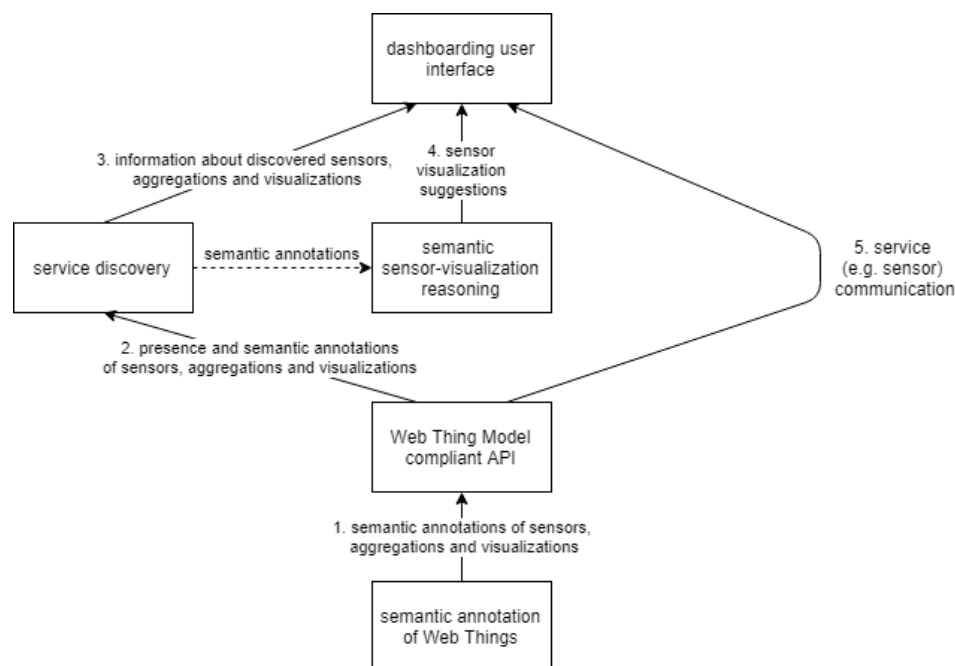 dashboarding user
interface
3. information about discovered sensors,
aggregations and visualizations
4. sensor
visualization
suggestions
service discovery
semantic annotations
semantic
sensor-visualization
reasoning
5. service
(e.g. sensor)
communication
2. presence and semantic annotations
of sensors, aggregations and visualizations
Web Thing Model
compliant API
1. semantic annotations of sensors,
aggregations and visualizations
semantic annotation
of Web Things